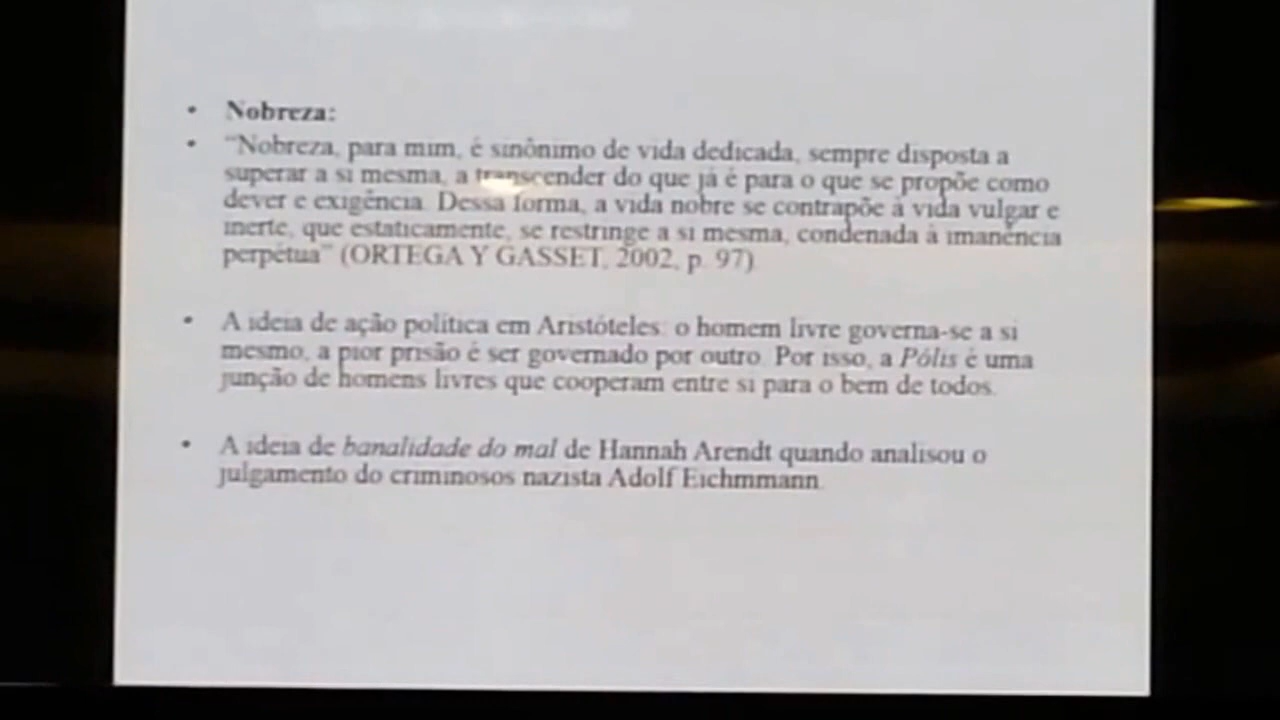 • Nobreza:
• "Nobreza, para mim, é sinônimo de vida dedicada, sempre disposta a
superar a si mesma, a transcender do que já é para o que se propõe como
dever e exigência. Dessa forma, a vida nobre se contrapõe à vida vulgar e
inerte, que estaticamente, se restringe a si mesma, condenada à imanência
perpétua" (ORTEGA Y GASSET, 2002, p. 97).
• A ideia de ação política em Aristóteles: o homem livre governa-se a si
mesmo, a pior prisão é ser governado por outro. Por isso, a Pólis é uma
junção de homens livres que cooperam entre si para o bem de todos.
• A ideia de banalidade do mal de Hannah Arendt quando analisou o
julgamento do criminosos nazista Adolf Eichmmann.